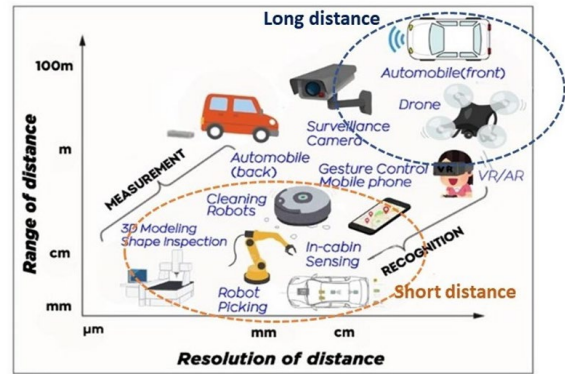 Long distance
100m
Automobile(front)
Drone
Surveillance
Camera
m
MEASUREMENT
Automobile
(back)
Gesture Control
Mobile phone
VR
VR/AR
Range of distance
Cleaning
Robots
3D Modeling
Shape Inspection
In-cabin
Sensing
RECOGNITION
cm
Robot
Picking
Short distance
mm
μm
mm
cm
Resolution of distance